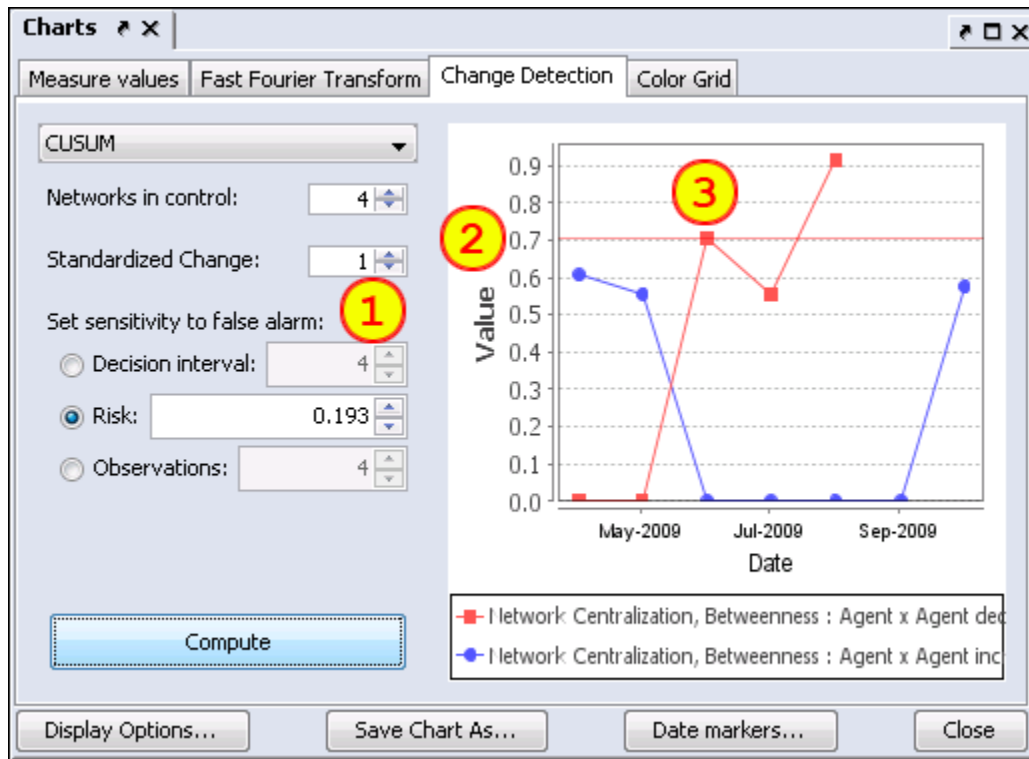 Charts
Measure values
Fast Fourier Transform
Change Detection
Color Grid
CUSUM
Networks in control: 4
Standardized Change: 1
1
Set sensitivity to false alarm:
Decision interval: 4
Risk: 0.193
Observations: 4
Compute
2
3
Value
0.9
0.8
0.7
0.6
0.5
0.4
0.3
0.2
0.1
0.0
May-2009 Jul-2009 Sep-2009
Date
Network Centralization, Betweenness : Agent x Agent dec
Network Centralization, Betweenness : Agent x Agent inc
Display Options... Save Chart As... Date markers... Close